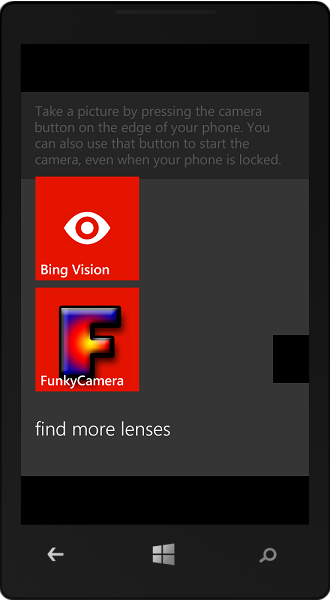 Take a picture by pressing the camera
button on the edge of your phone. You
can also use that button to start the
camera, even when your phone is locked.
Bing Vision
F
FunkyCamera
find more lenses